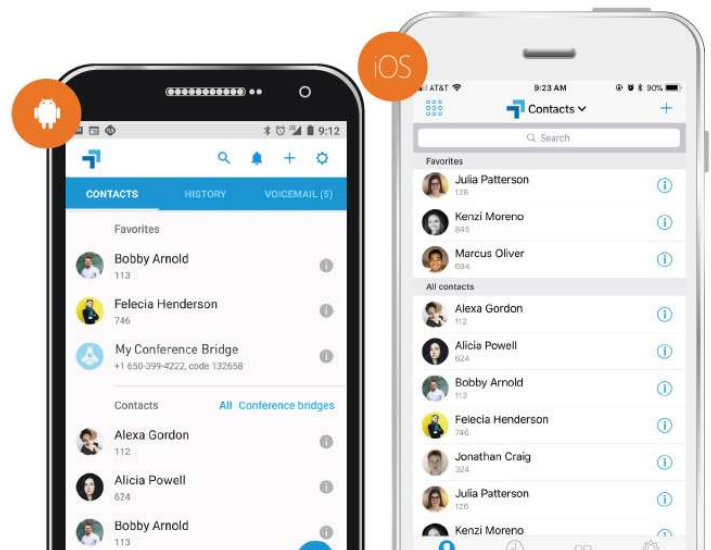 9:12
CONTACTS HISTORY VOICEMAIL (5)
Favorites
Bobby Arnold
113
Felecia Henderson
746
My Conference Bridge
+1 650-399-4222, code 132658
Contacts All Conference bridges
Alexa Gordon
112
Alicia Powell
624
Bobby Arnold
113
iOS
AT&T 9:23 AM 90%
Contacts
Search
Favorites
Julia Patterson
126
Kenzi Moreno
845
Marcus Oliver
694
All contacts
Alexa Gordon
112
Alicia Powell
624
Bobby Arnold
113
Felecia Henderson
746
Jonathan Craig
324
Julia Patterson
126
Kenzi Moreno